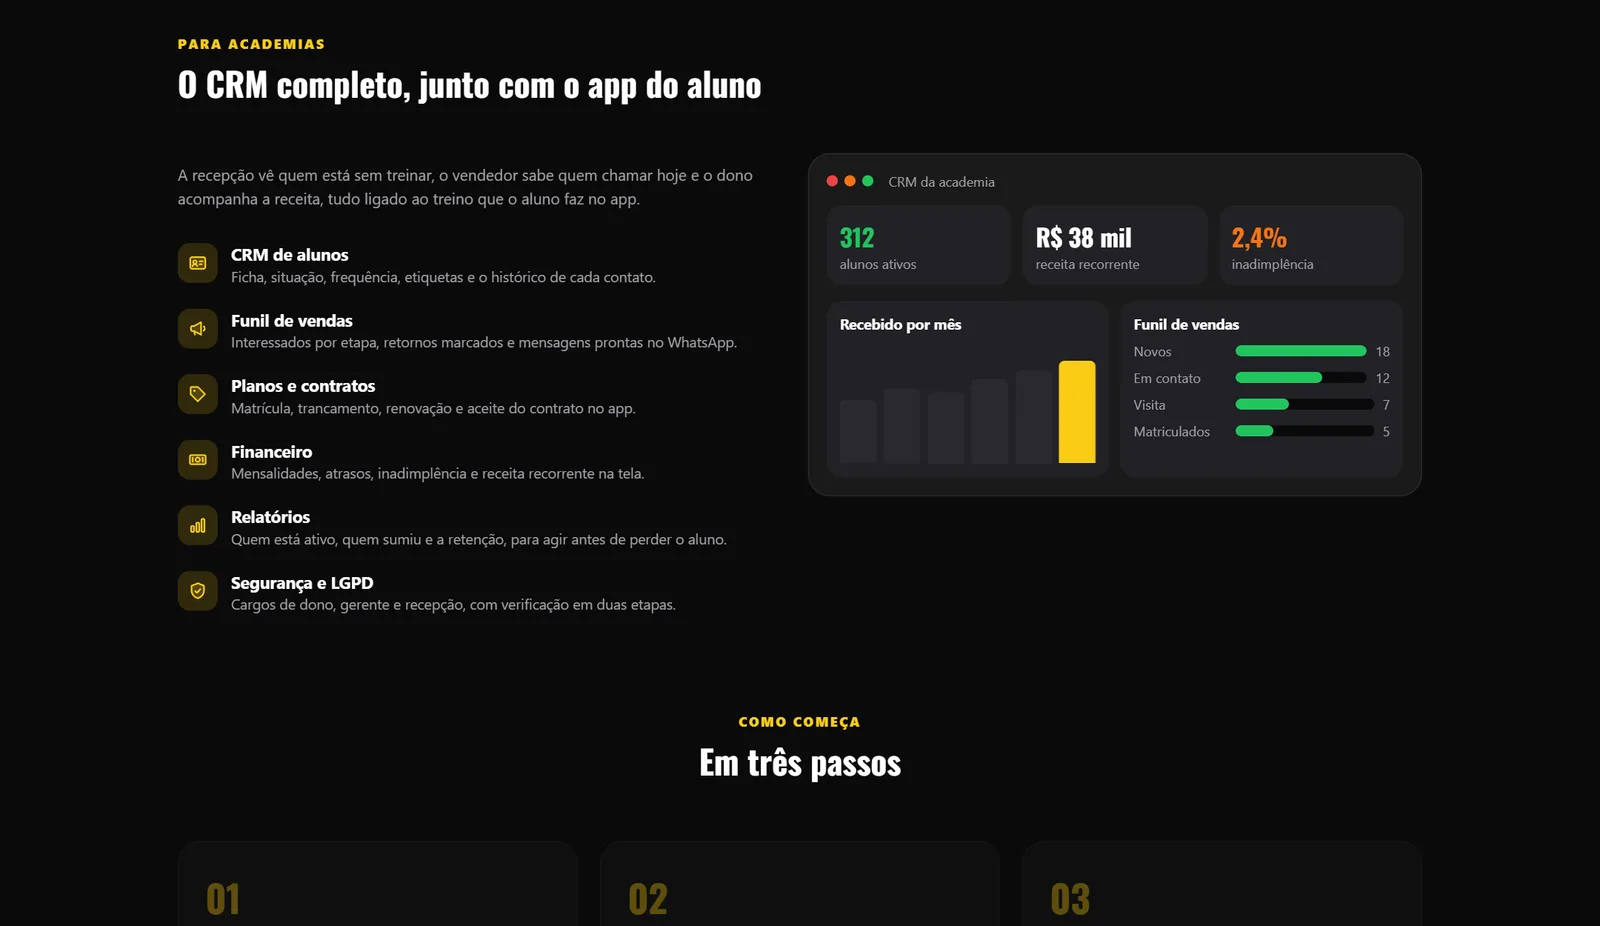 PARA ACADEMIAS
O CRM completo, junto com o app do aluno
A recepção vê quem está sem treinar, o vendedor sabe quem chamar hoje e o dono
acompanha a receita, tudo ligado ao treino que o aluno faz no app.
CRM de alunos
Ficha, situação, frequência, etiquetas e o histórico de cada contato.
Funil de vendas
Interessados por etapa, retornos marcados e mensagens prontas no WhatsApp.
Planos e contratos
Matrícula, trancamento, renovação e aceite do contrato no app.
Financeiro
Mensalidades, atrasos, inadimplência e receita recorrente na tela.
Relatórios
Quem está ativo, quem sumiu e a retenção, para agir antes de perder o aluno.
Segurança e LGPD
Cargos de dono, gerente e recepção, com verificação em duas etapas.
CRM da academia
312
alunos ativos
R$ 38 mil
receita recorrente
2,4%
inadimplência
Recebido por mês
Funil de vendas
Novos 18
Em contato 12
Visita 7
Matriculados 5
COMO COMEÇA
Em três passos
01
02
03